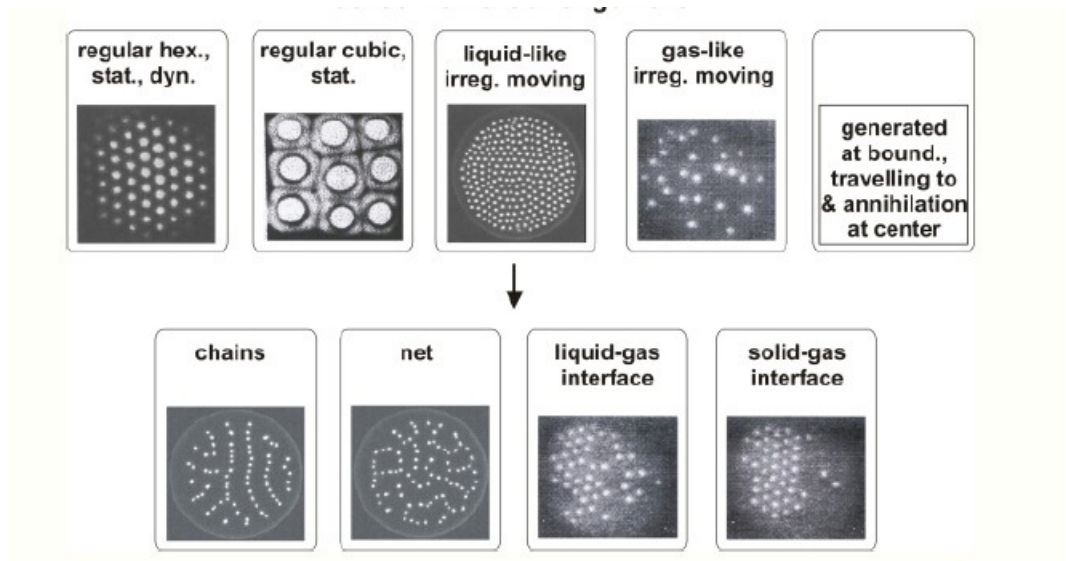 regular hex.,
stat., dyn.
regular cubic,
stat.
liquid-like
irreg. moving
gas-like
irreg. moving
generated
at bound.,
travelling to
& annihilation
at center
chains
net
liquid-gas
interface
solid-gas
interface